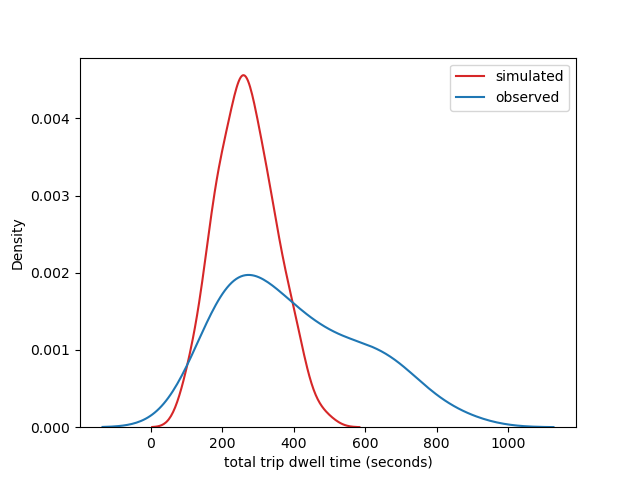 simulated
observed
0.004
0.003
0.002
0.001
0.000
Density
0 200 400 600 800 1000
total trip dwell time (seconds)